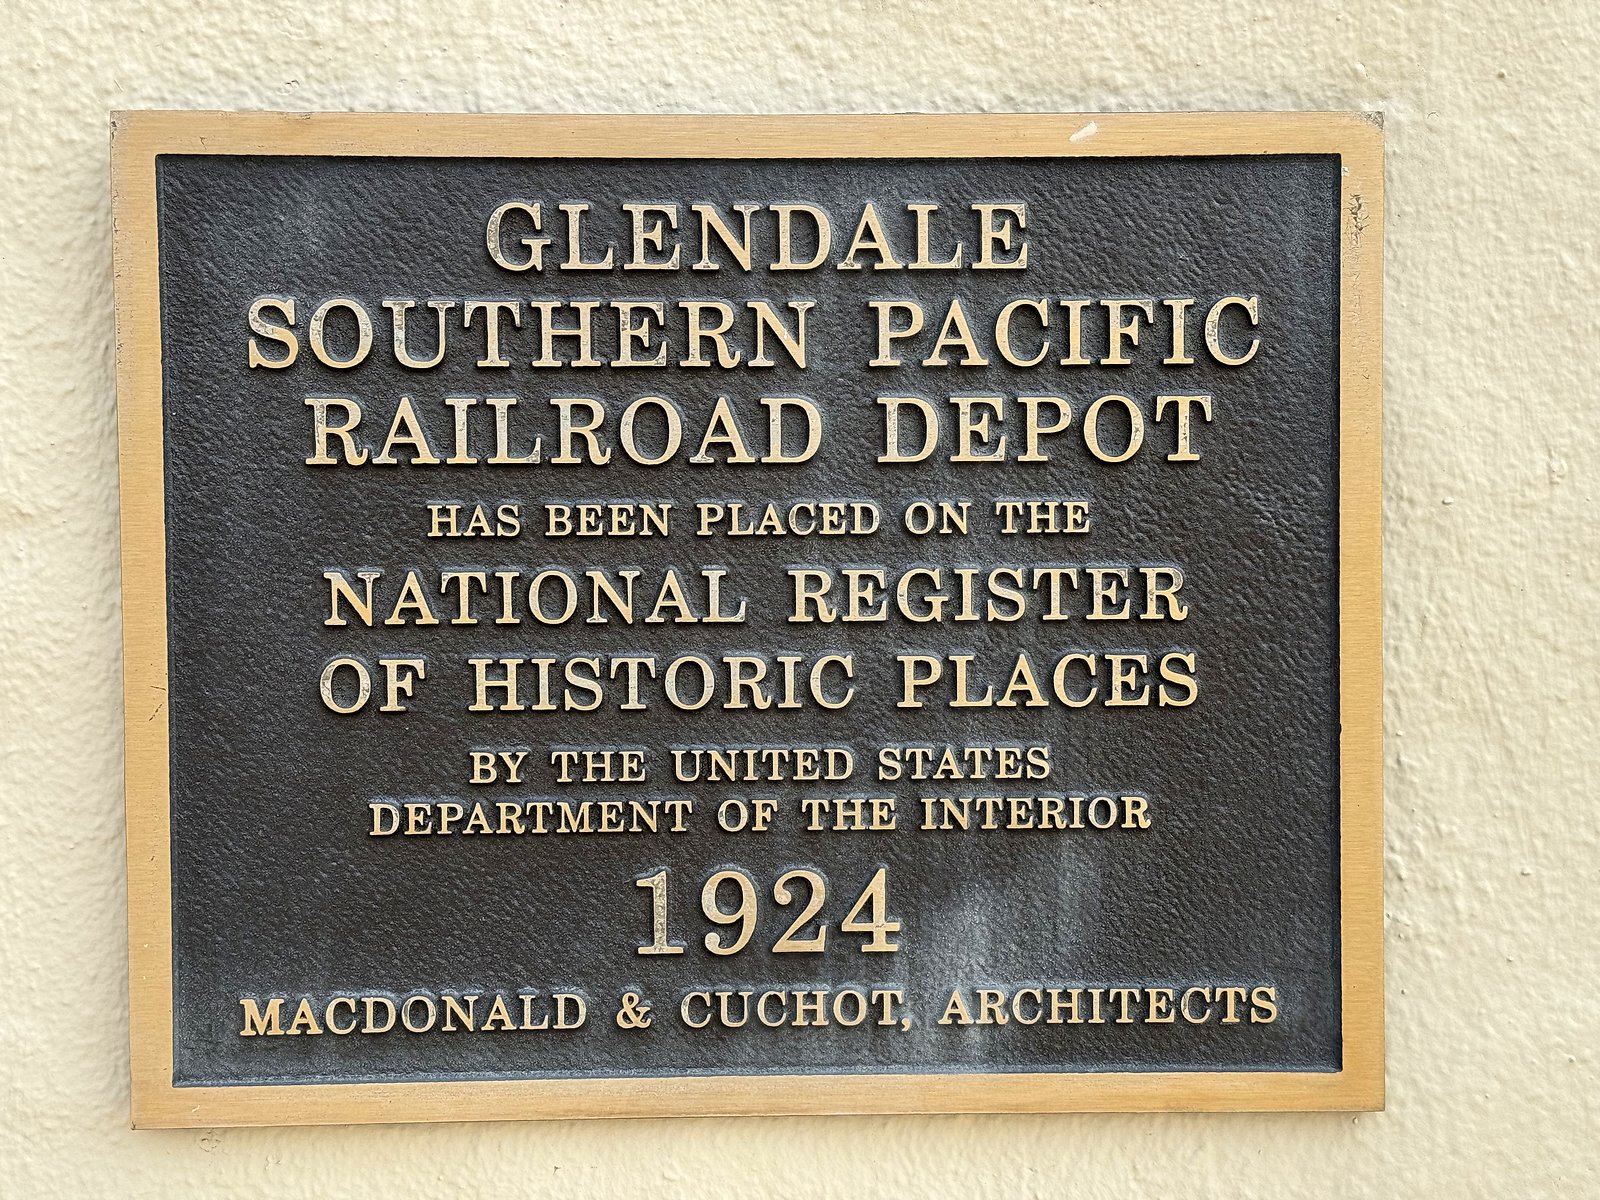 GLENDALE
SOUTHERN PACIFIC
RAILROAD DEPOT
HAS BEEN PLACED ON THE
NATIONAL REGISTER
OF HISTORIC PLACES
BY THE UNITED STATES
DEPARTMENT OF THE INTERIOR
1924
MACDONALD & CUCHOT, ARCHITECTS